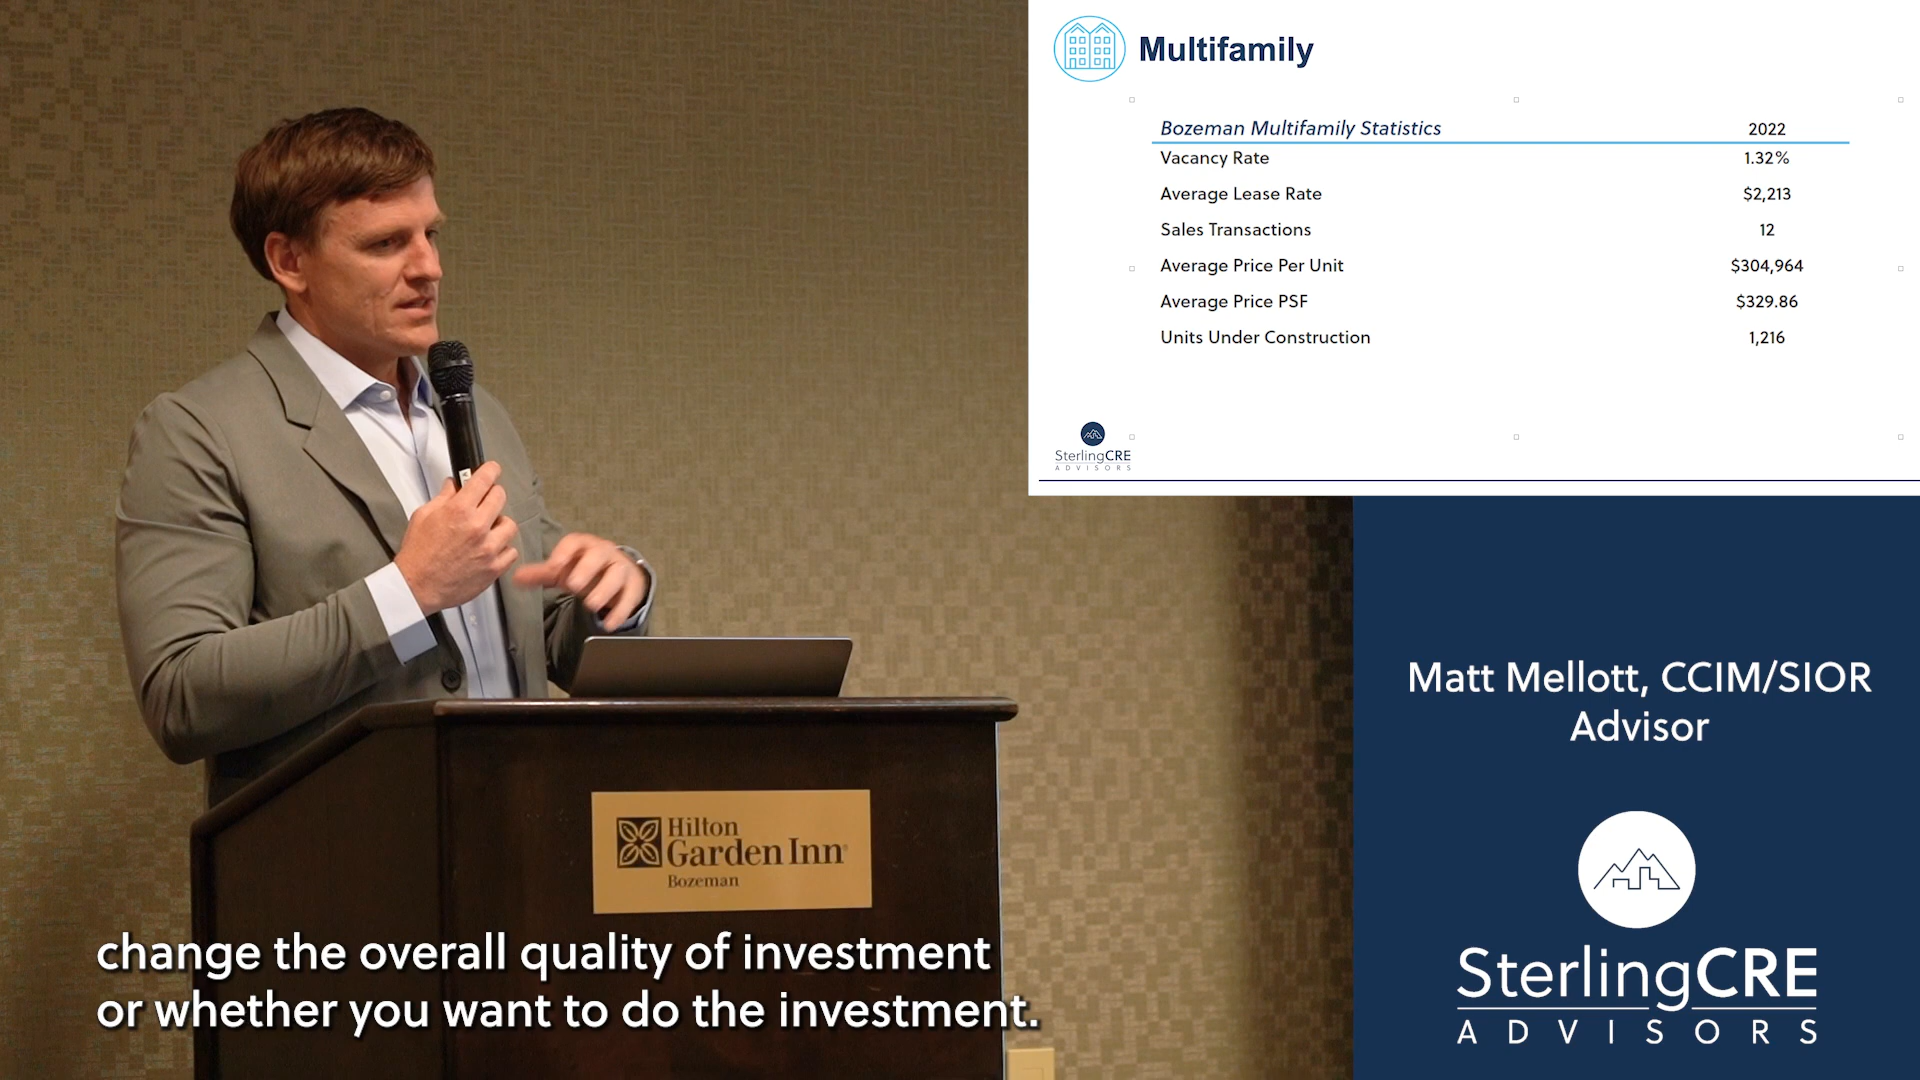 Multifamily
Bozeman Multifamily Statistics 2022
Vacancy Rate 1.32%
Average Lease Rate $2,213
Sales Transactions 12
Average Price Per Unit $304,964
Average Price PSF $329.86
Units Under Construction 1,216
SterlingCRE
ADVISORS
Matt Mellott, CCIM/SIOR
Advisor
SterlingCRE
ADVISORS
Hilton
Garden Inn
Bozeman
change the overall quality of investment
or whether you want to do the investment.